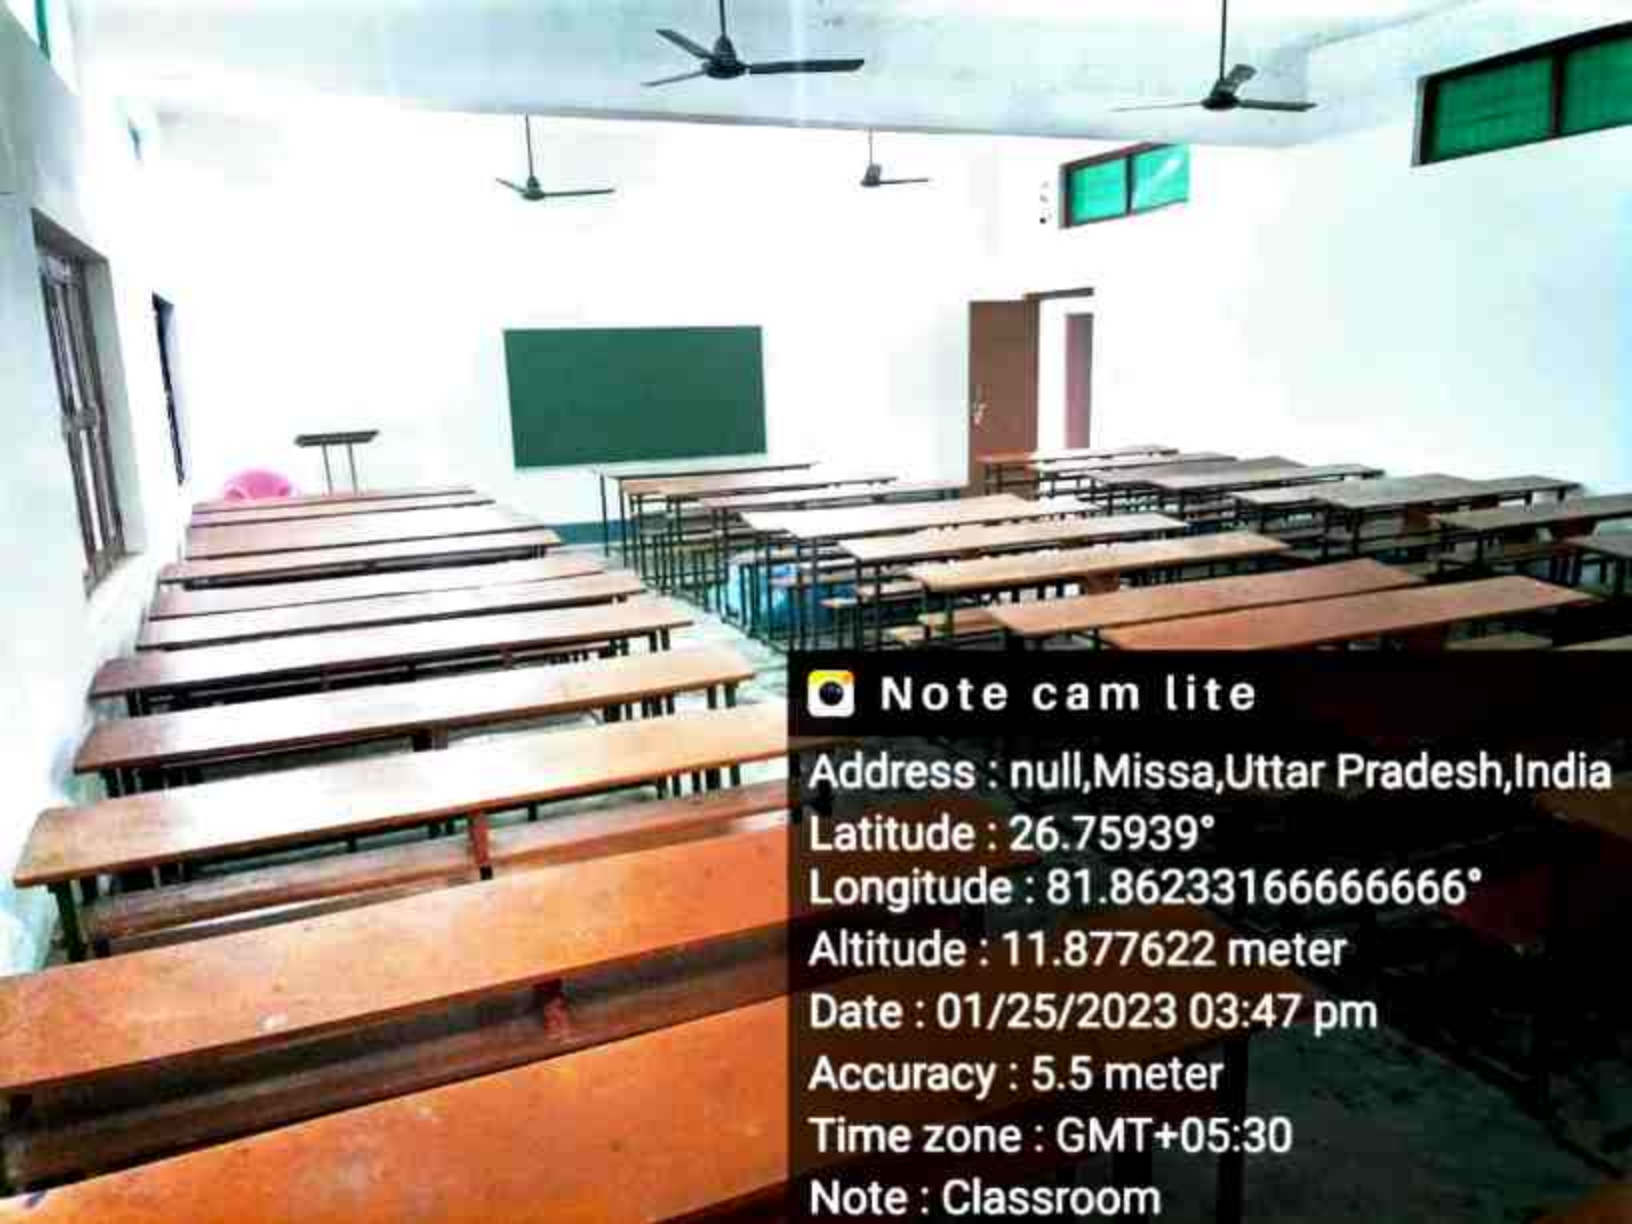 Note cam lite
Address : null,Missa,Uttar Pradesh,India
Latitude : 26.75939°
Longitude : 81.86233166666666°
Altitude : 11.877622 meter
Date : 01/25/2023 03:47 pm
Accuracy : 5.5 meter
Time zone : GMT+05:30
Note : Classroom